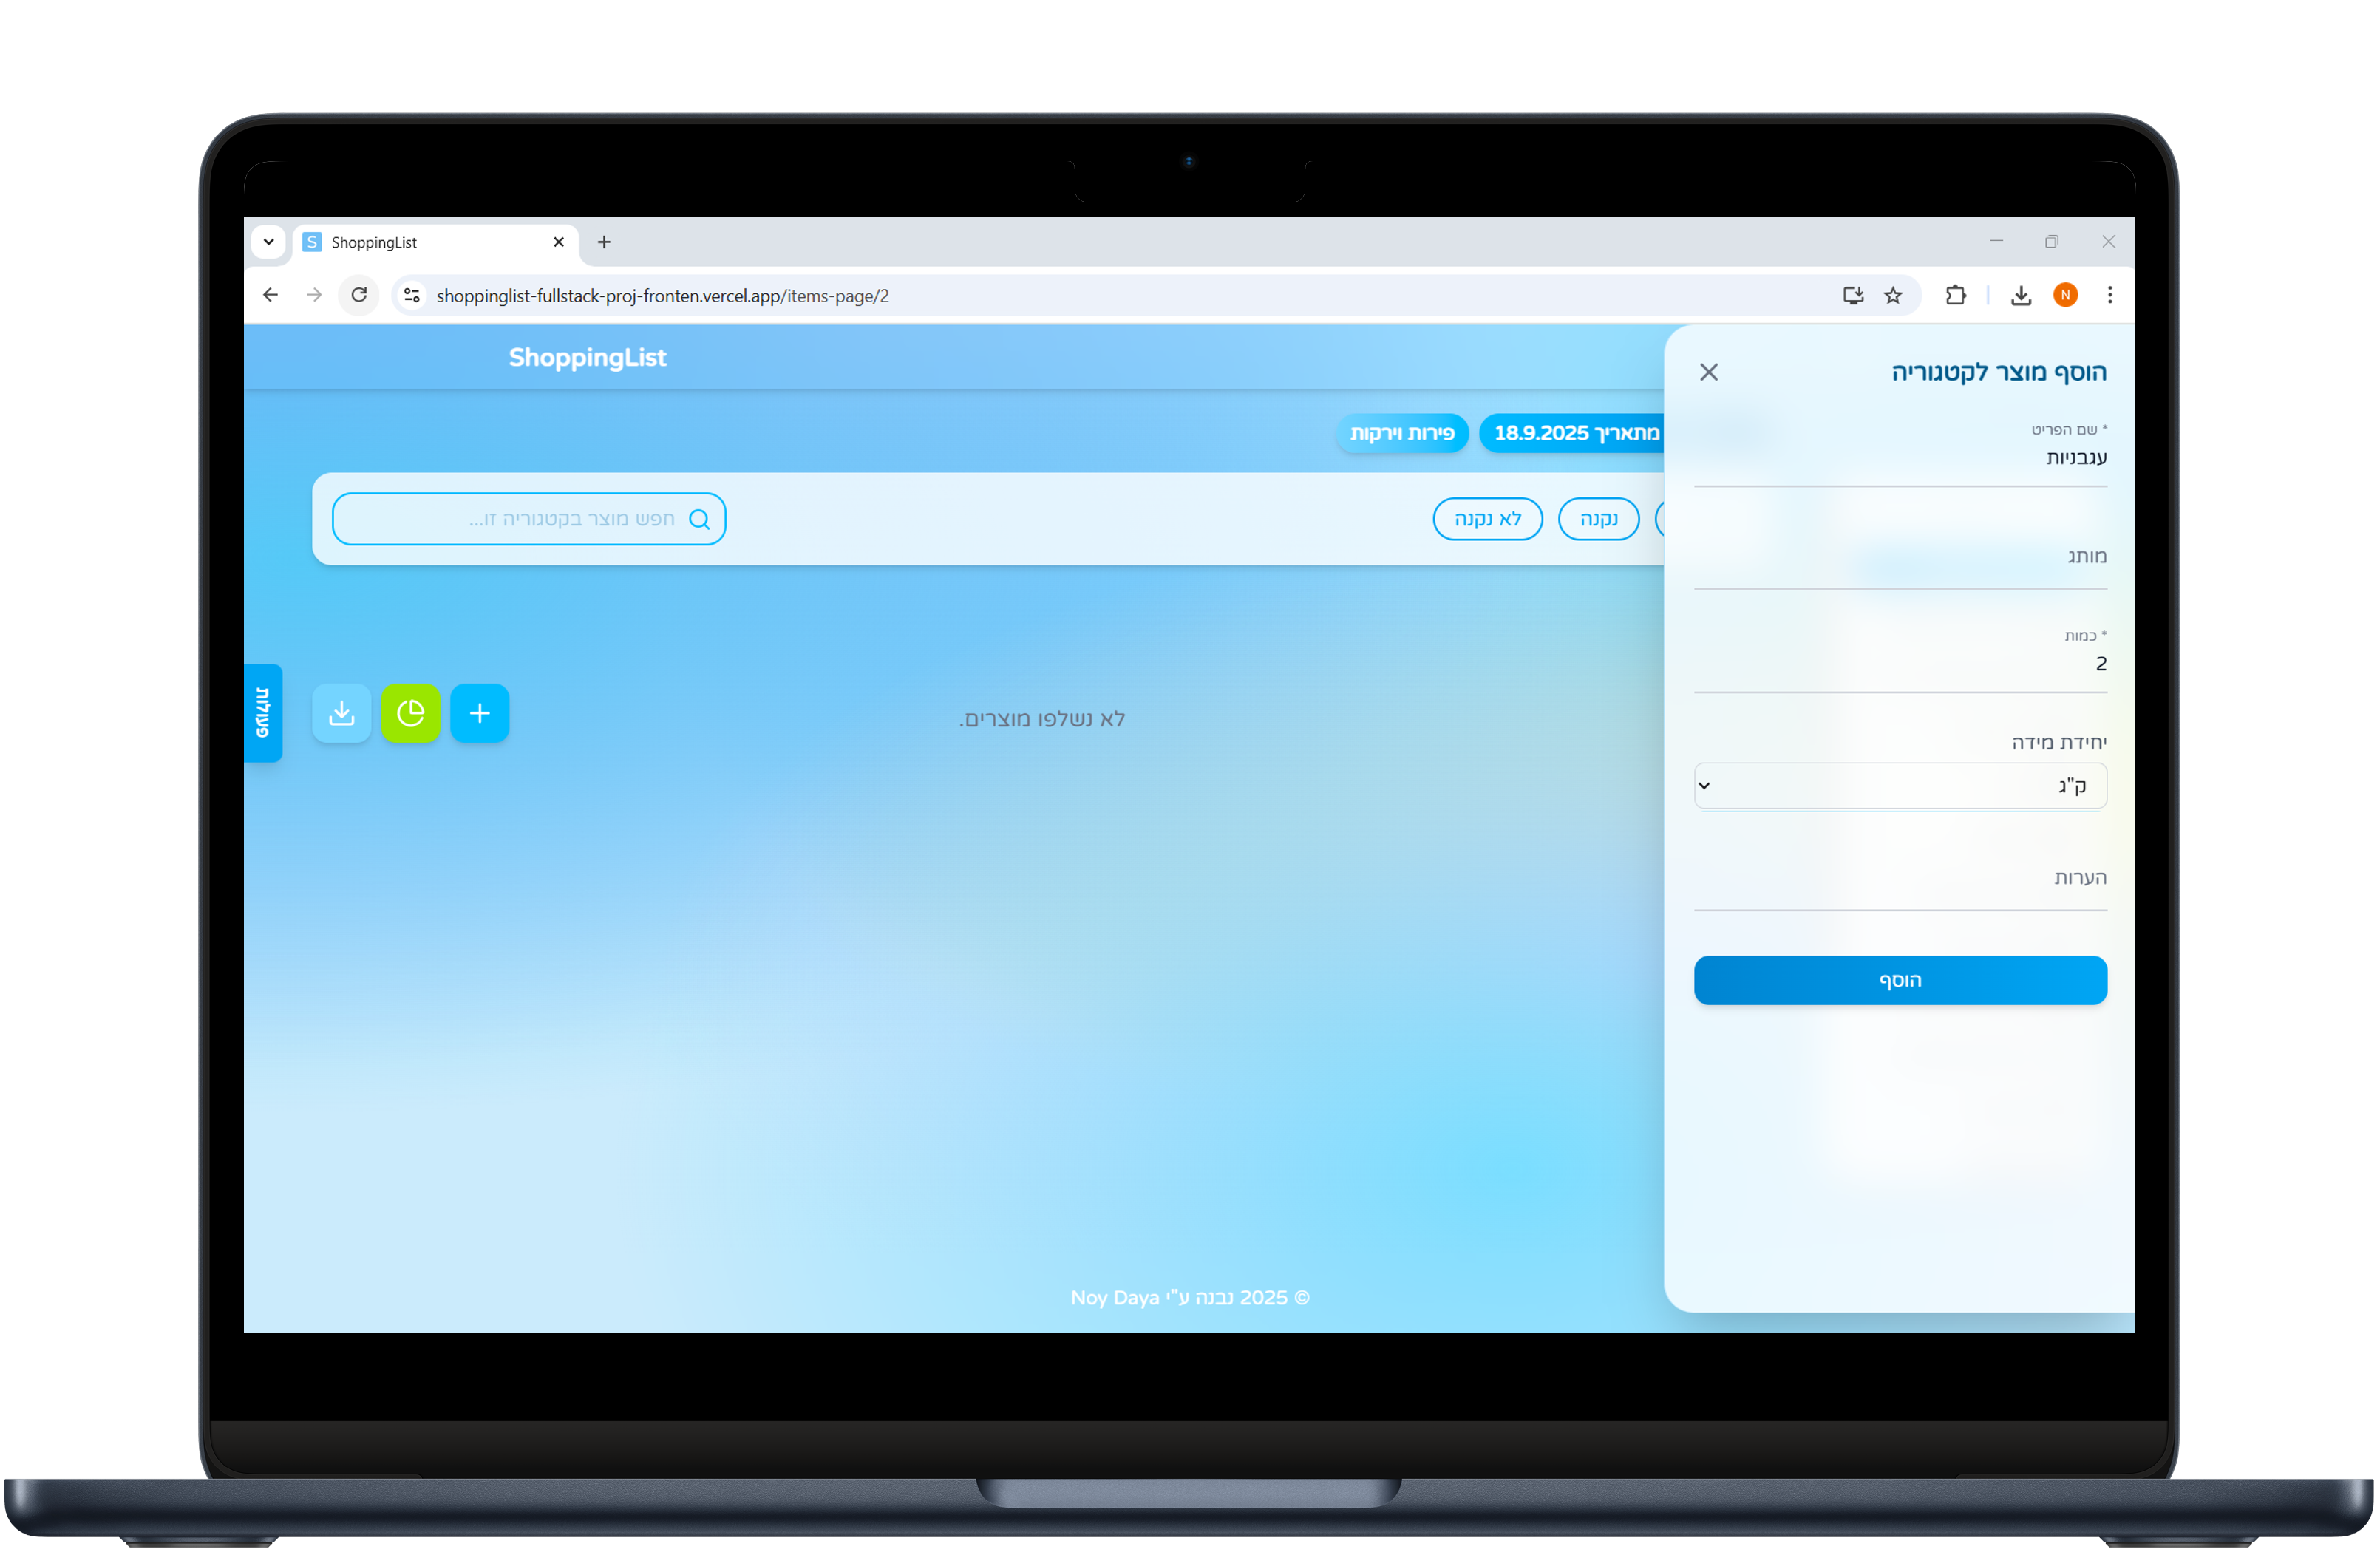 ShoppingList
shoppinglist-fullstack-proj-fronten.vercel.app/items-page/2
N
ShoppingList
הוסף מוצר לקטגוריה
מתאריך 18.9.2025
פירות וירקות
* שם הפריט
עגבניות
נקנה
לא נקנה
חפש מוצר בקטגוריה זו...
מותג
* כמות
2
יחידת מידה
ק"ג
הערות
הוסף
לא נשלפו מוצרים.
פעולות
© 2025 נבנה ע"י Noy Daya